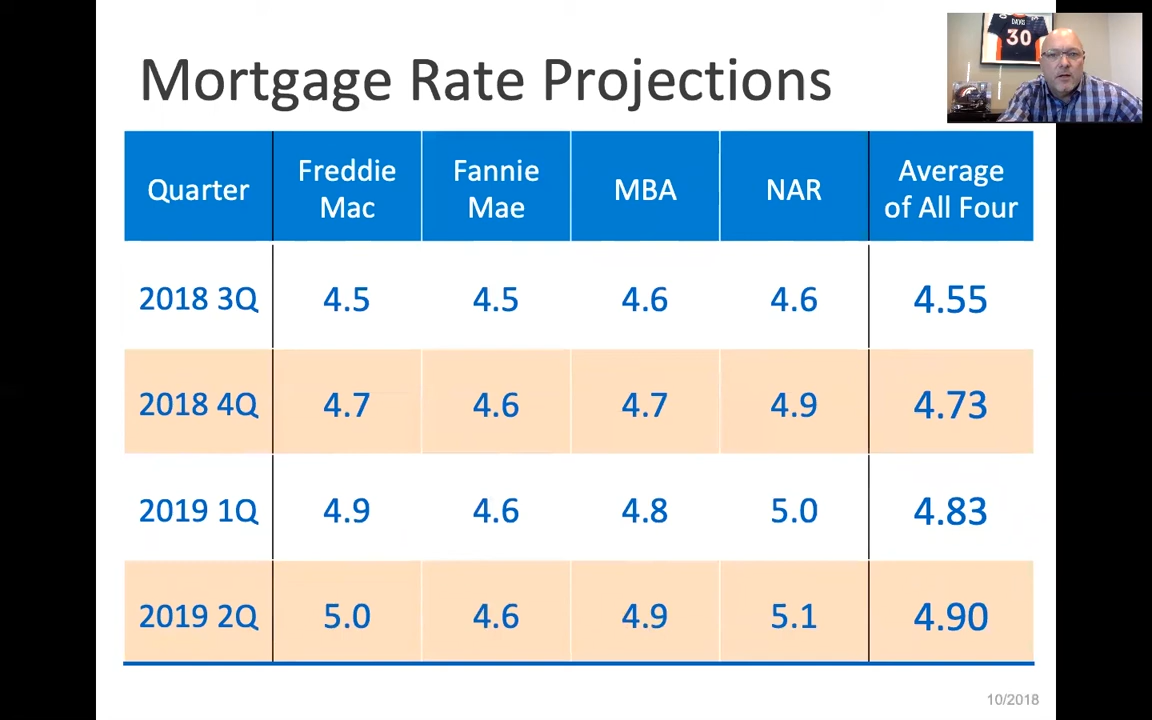 Mortgage Rate Projections
DAVIS
30
Quarter
Freddie
Mac
Fannie
Mae
MBA
NAR
Average
of All Four
2018 3Q 4.5 4.5 4.6 4.6 4.55
2018 4Q 4.7 4.6 4.7 4.9 4.73
2019 1Q 4.9 4.6 4.8 5.0 4.83
2019 2Q 5.0 4.6 4.9 5.1 4.90
10/2018